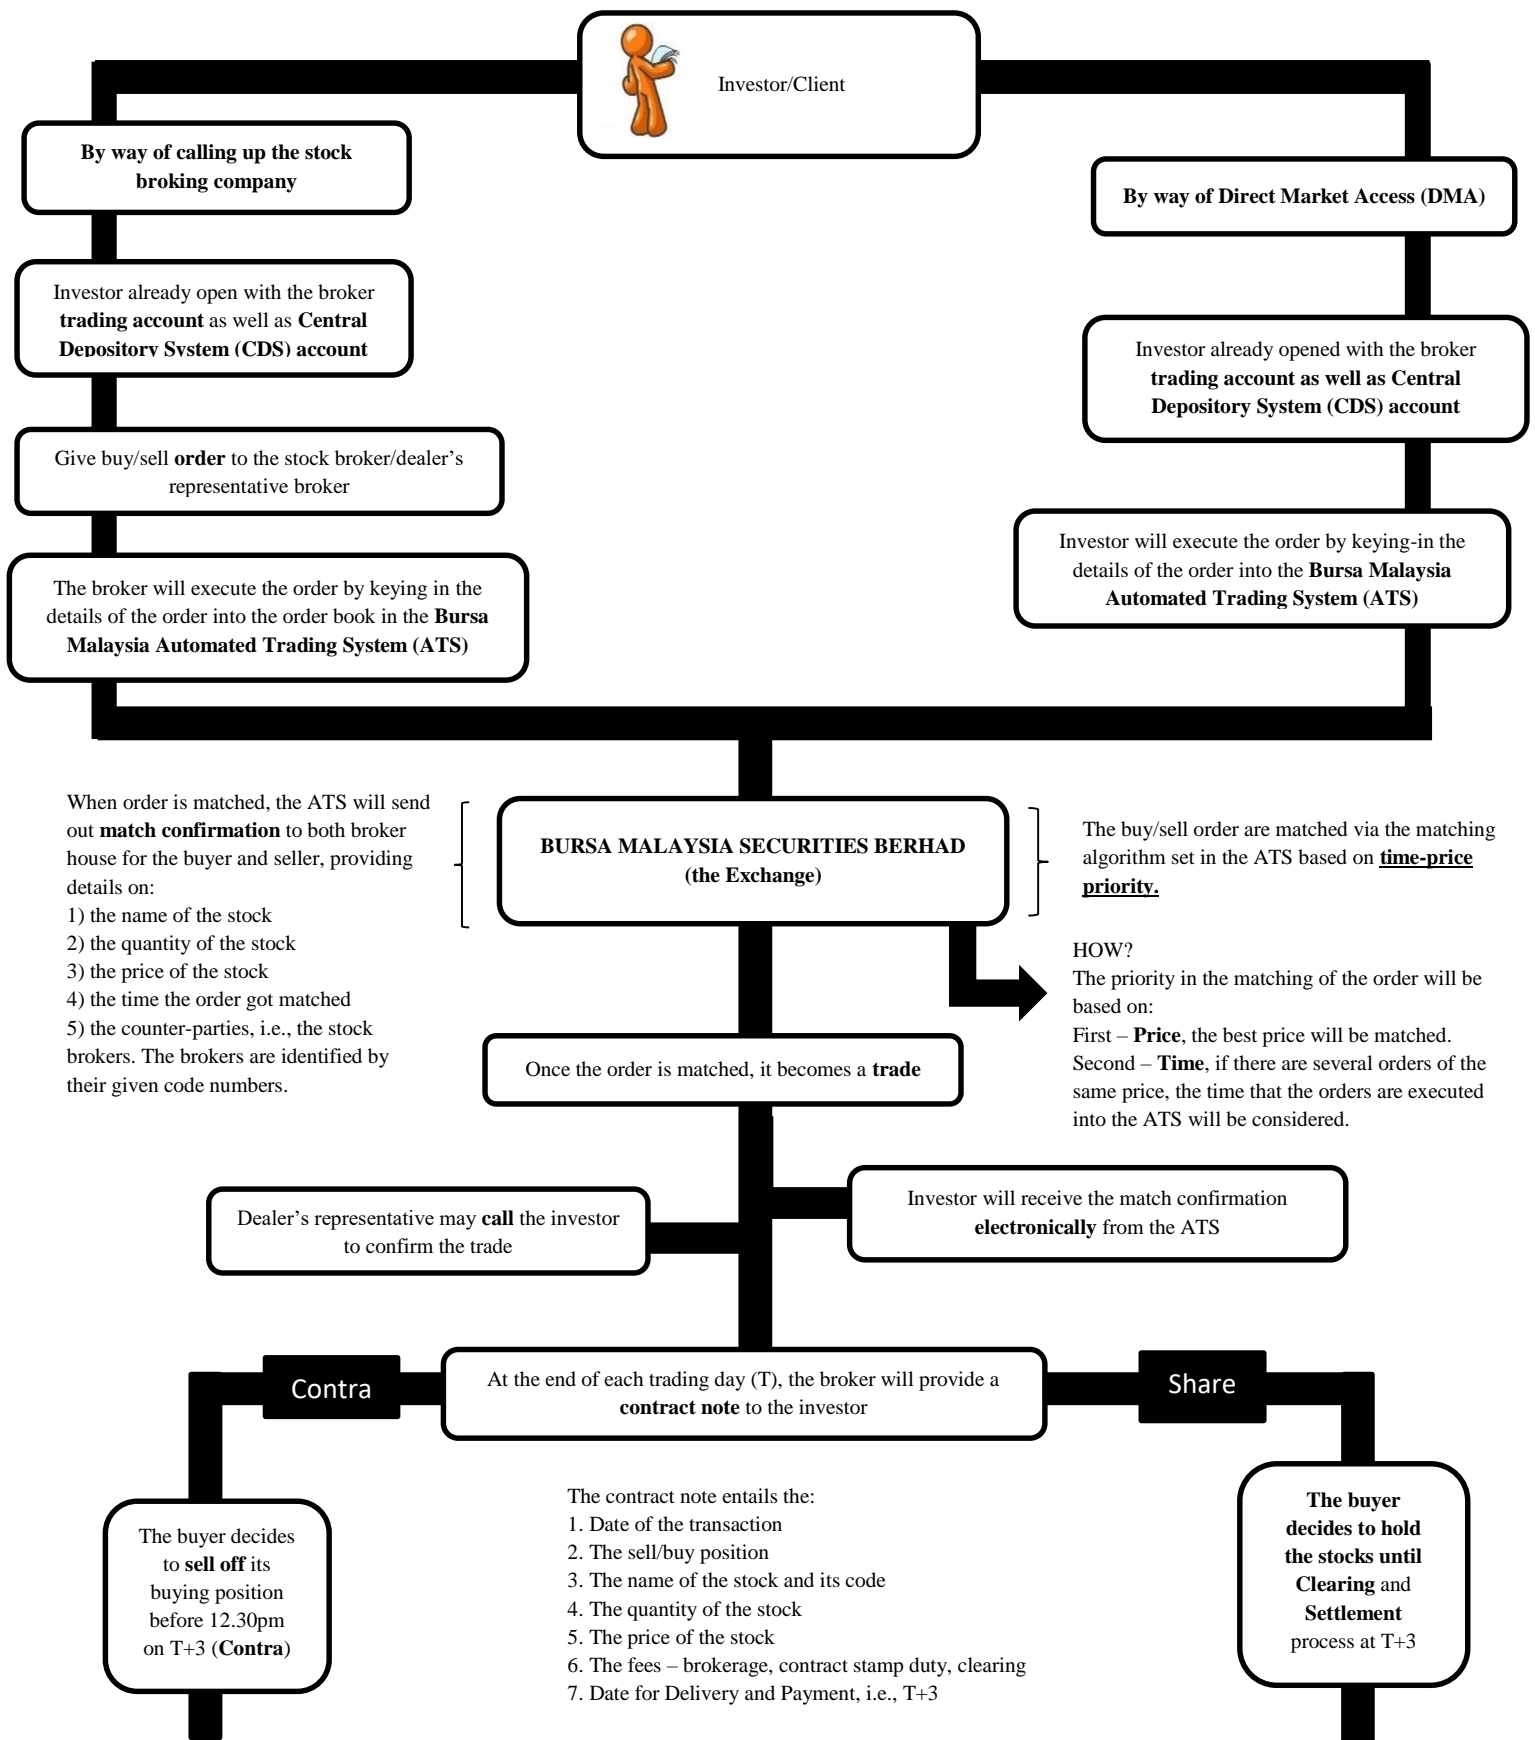 Investor/Client
By way of calling up the stock
broking company
By way of Direct Market Access (DMA)
Investor already open with the broker
trading account as well as Central
Depository System (CDS) account
Investor already opened with the broker
trading account as well as Central
Depository System (CDS) account
Give buy/sell order to the stock broker/dealer’s
representative broker
Investor will execute the order by keying-in the
details of the order into the Bursa Malaysia
Automated Trading System (ATS)
The broker will execute the order by keying in the
details of the order into the order book in the Bursa
Malaysia Automated Trading System (ATS)
When order is matched, the ATS will send
out match confirmation to both broker
house for the buyer and seller, providing
details on:
1) the name of the stock
2) the quantity of the stock
3) the price of the stock
4) the time the order got matched
5) the counter-parties, i.e., the stock
brokers. The brokers are identified by
their given code numbers.
BURSA MALAYSIA SECURITIES BERHAD
(the Exchange)
The buy/sell order are matched via the matching
algorithm set in the ATS based on time-price
priority.
HOW?
The priority in the matching of the order will be
based on:
First – Price, the best price will be matched.
Second – Time, if there are several orders of the
same price, the time that the orders are executed
into the ATS will be considered.
Once the order is matched, it becomes a trade
Dealer’s representative may call the investor
to confirm the trade
Investor will receive the match confirmation
electronically from the ATS
Contra
At the end of each trading day (T), the broker will provide a
contract note to the investor
Share
The buyer decides
to sell off its
buying position
before 12.30pm
on T+3 (Contra)
The contract note entails the:
1. Date of the transaction
2. The sell/buy position
3. The name of the stock and its code
4. The quantity of the stock
5. The price of the stock
6. The fees – brokerage, contract stamp duty, clearing
7. Date for Delivery and Payment, i.e., T+3
The buyer
decides to hold
the stocks until
Clearing and
Settlement
process at T+3